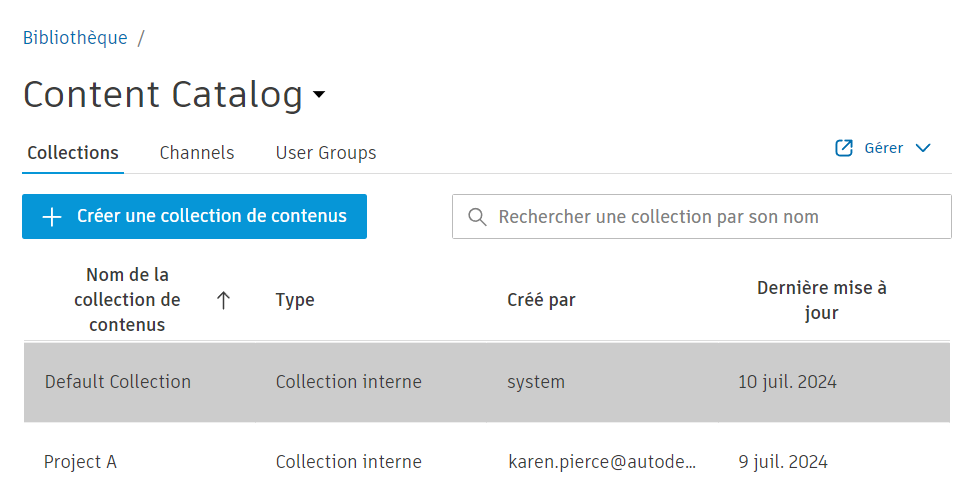 Bibliothèque /
Content Catalog
Collections Channels User Groups Gérer
Créer une collection de contenus Rechercher une collection par son nom
Nom de la
collection de
contenus
Type
Créé par
Dernière mise à
jour
Default Collection Collection interne system 10 juil. 2024
Project A Collection interne karen.pierce@autode... 9 juil. 2024